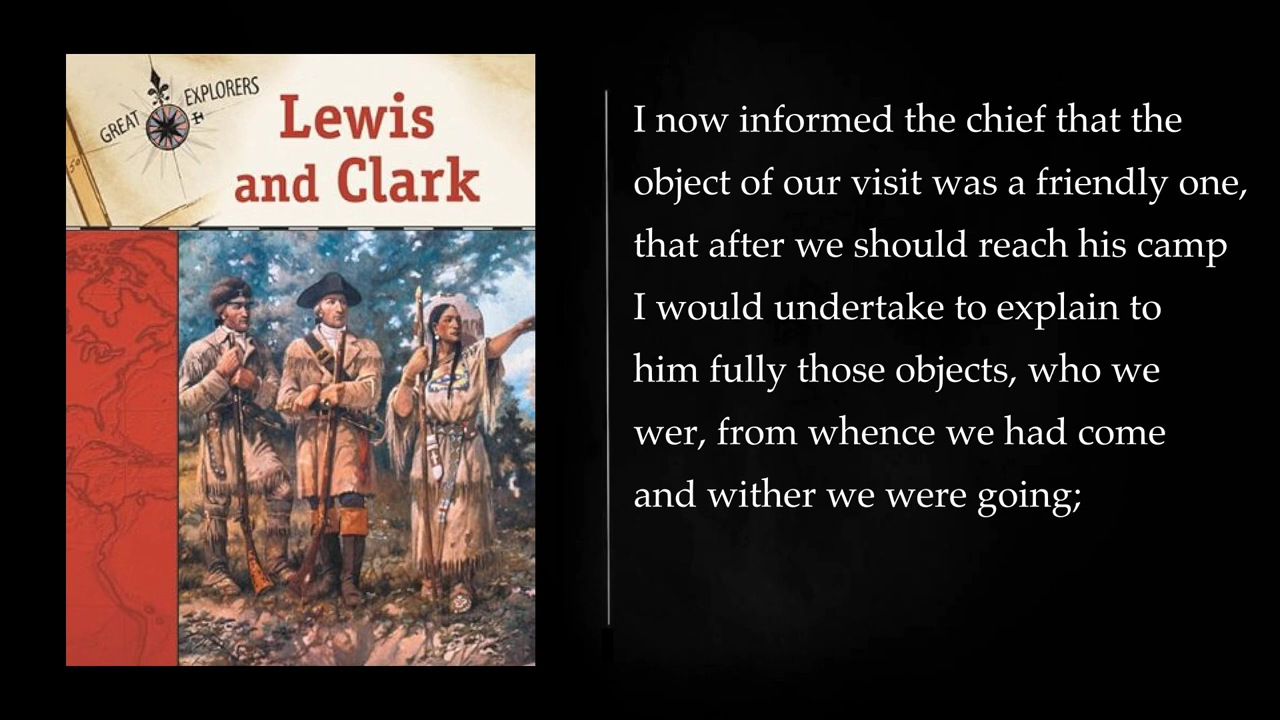 GREAT EXPLORERS
Lewis
and Clark
50
I now informed the chief that the
object of our visit was a friendly one,
that after we should reach his camp
I would undertake to explain to
him fully those objects, who we
wer, from whence we had come
and wither we were going;